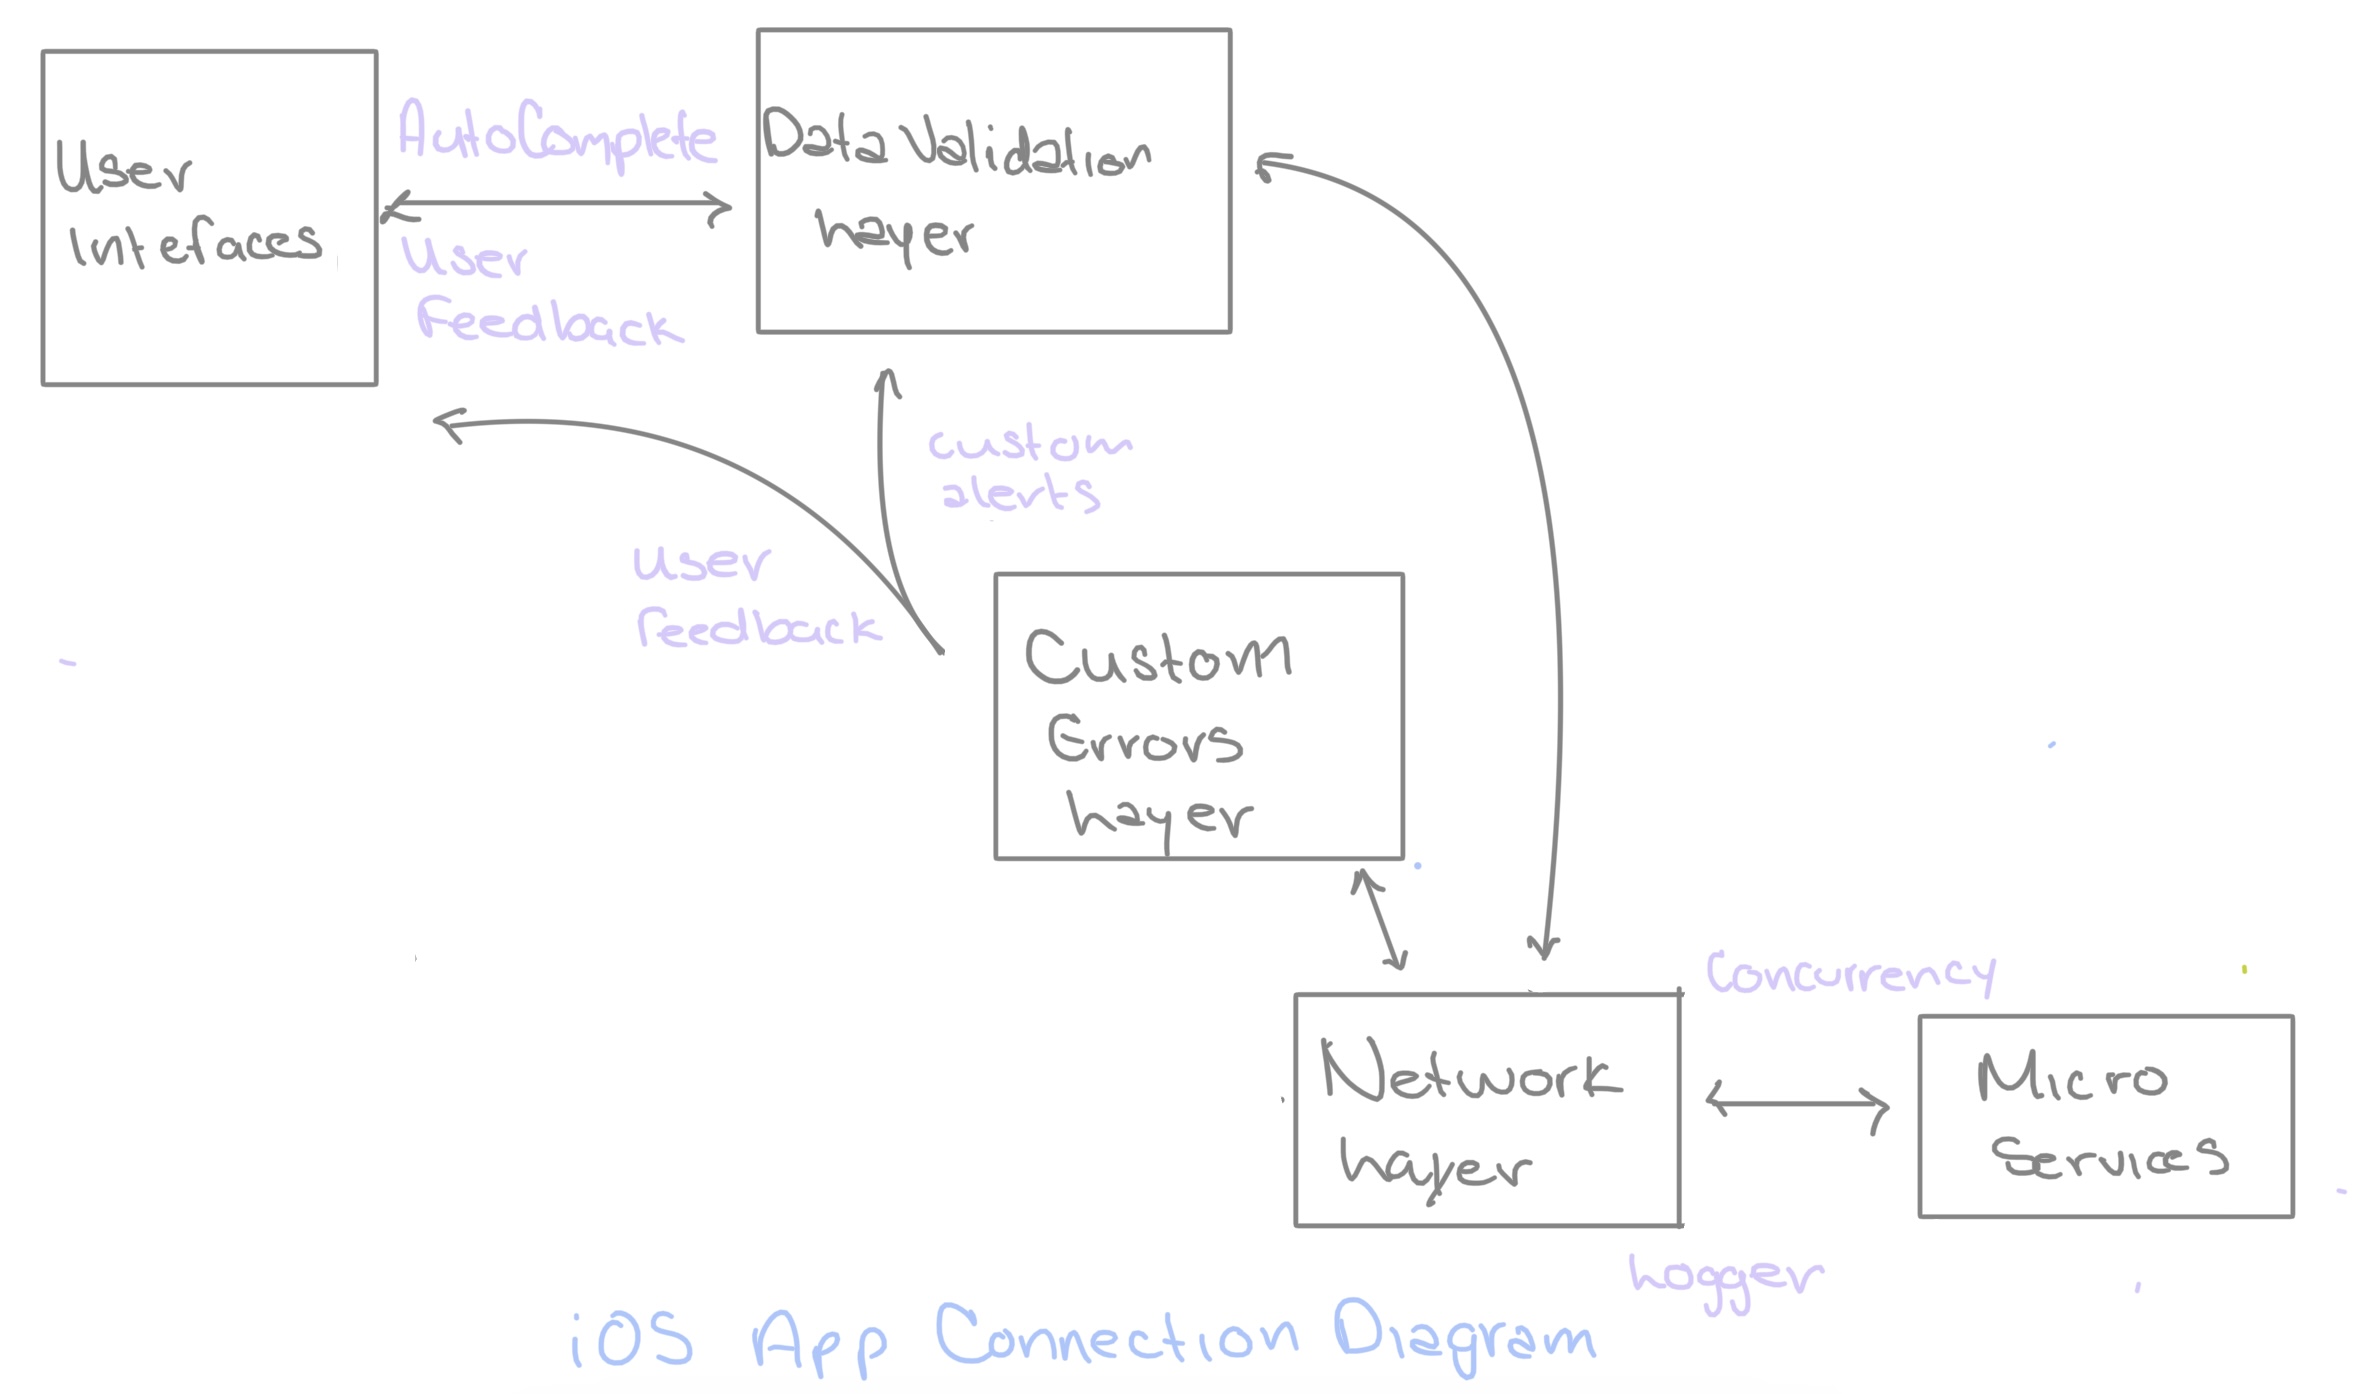 User
Interfaces
AutoComplete
User
Feedback
Data Validation
Layer
custom
alerts
User
Feedback
Custom
Errors
Layer
Concurrency
Network
Layer
Micro
Services
Logger
iOS App Connection Diagram